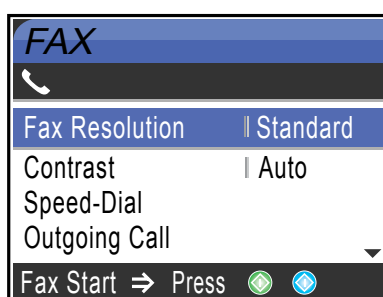 FAX
Fax Resolution Standard
Contrast Auto
Speed-Dial
Outgoing Call
Fax Start ⇒ Press